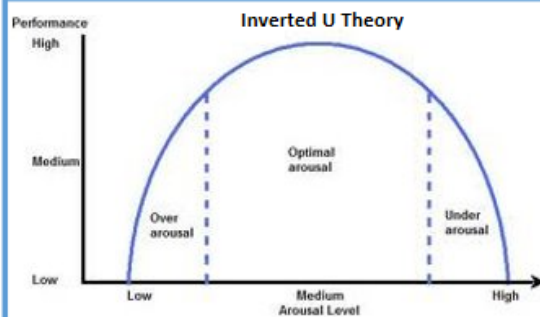 Inverted U Theory
Performance
High
Medium
Low
Over
arousal
Optimal
arousal
Under
arousal
Low
Medium
High
Arousal Level